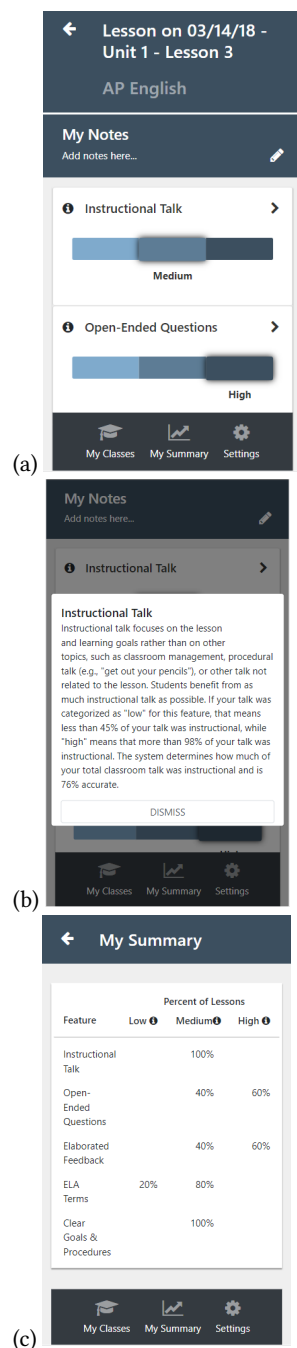 Lesson on 03/14/18 -
Unit 1 - Lesson 3
AP English
My Notes
Add notes here...
Instructional Talk
Medium
Open-Ended Questions
High
My Classes My Summary Settings
(a)
My Notes
Add notes here...
Instructional Talk
Instructional Talk
Instructional talk focuses on the lesson
and learning goals rather than on other
topics, such as classroom management, procedural
talk (e.g., "get out your pencils"), or other talk not
related to the lesson. Students benefit from as
much instructional talk as possible. If your talk was
categorized as "low" for this feature, that means
less than 45% of your talk was instructional, while
"high" means that more than 98% of your talk was
instructional. The system determines how much of
your total classroom talk was instructional and is
76% accurate.
DISMISS
My Classes My Summary Settings
(b)
My Summary
Percent of Lessons
Feature Low Medium High
Instructional 100%
Talk
Open- 40% 60%
Ended
Questions
Elaborated 40% 60%
Feedback
ELA 20% 80%
Terms
Clear 100%
Goals &
Procedures
My Classes My Summary Settings
(c)